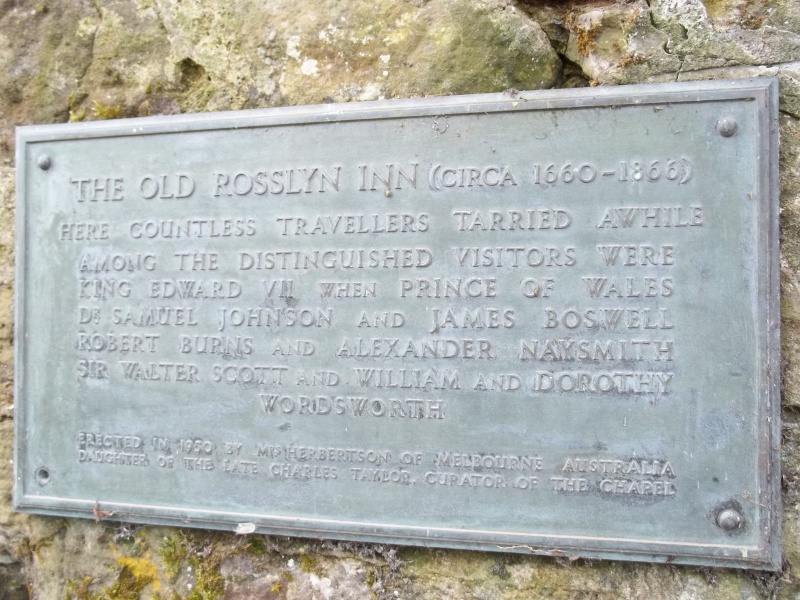 THE OLD ROSSLYN INN (CIRCA 1660-1866)
HERE COUNTLESS TRAVELLERS TARRIED AWHILE
AMONG THE DISTINGUISHED VISITORS WERE
KING EDWARD VII WHEN PRINCE OF WALES
DR SAMUEL JOHNSON AND JAMES BOSWELL
ROBERT BURNS AND ALEXANDER NAYSMITH
SIR WALTER SCOTT AND WILLIAM AND DOROTHY
WORDSWORTH
ERECTED IN 1950 BY MRS HERBERTSON OF MELBOURNE AUSTRALIA
DAUGHTER OF THE LATE CHARLES TAYLOR, CURATOR OF THE CHAPEL